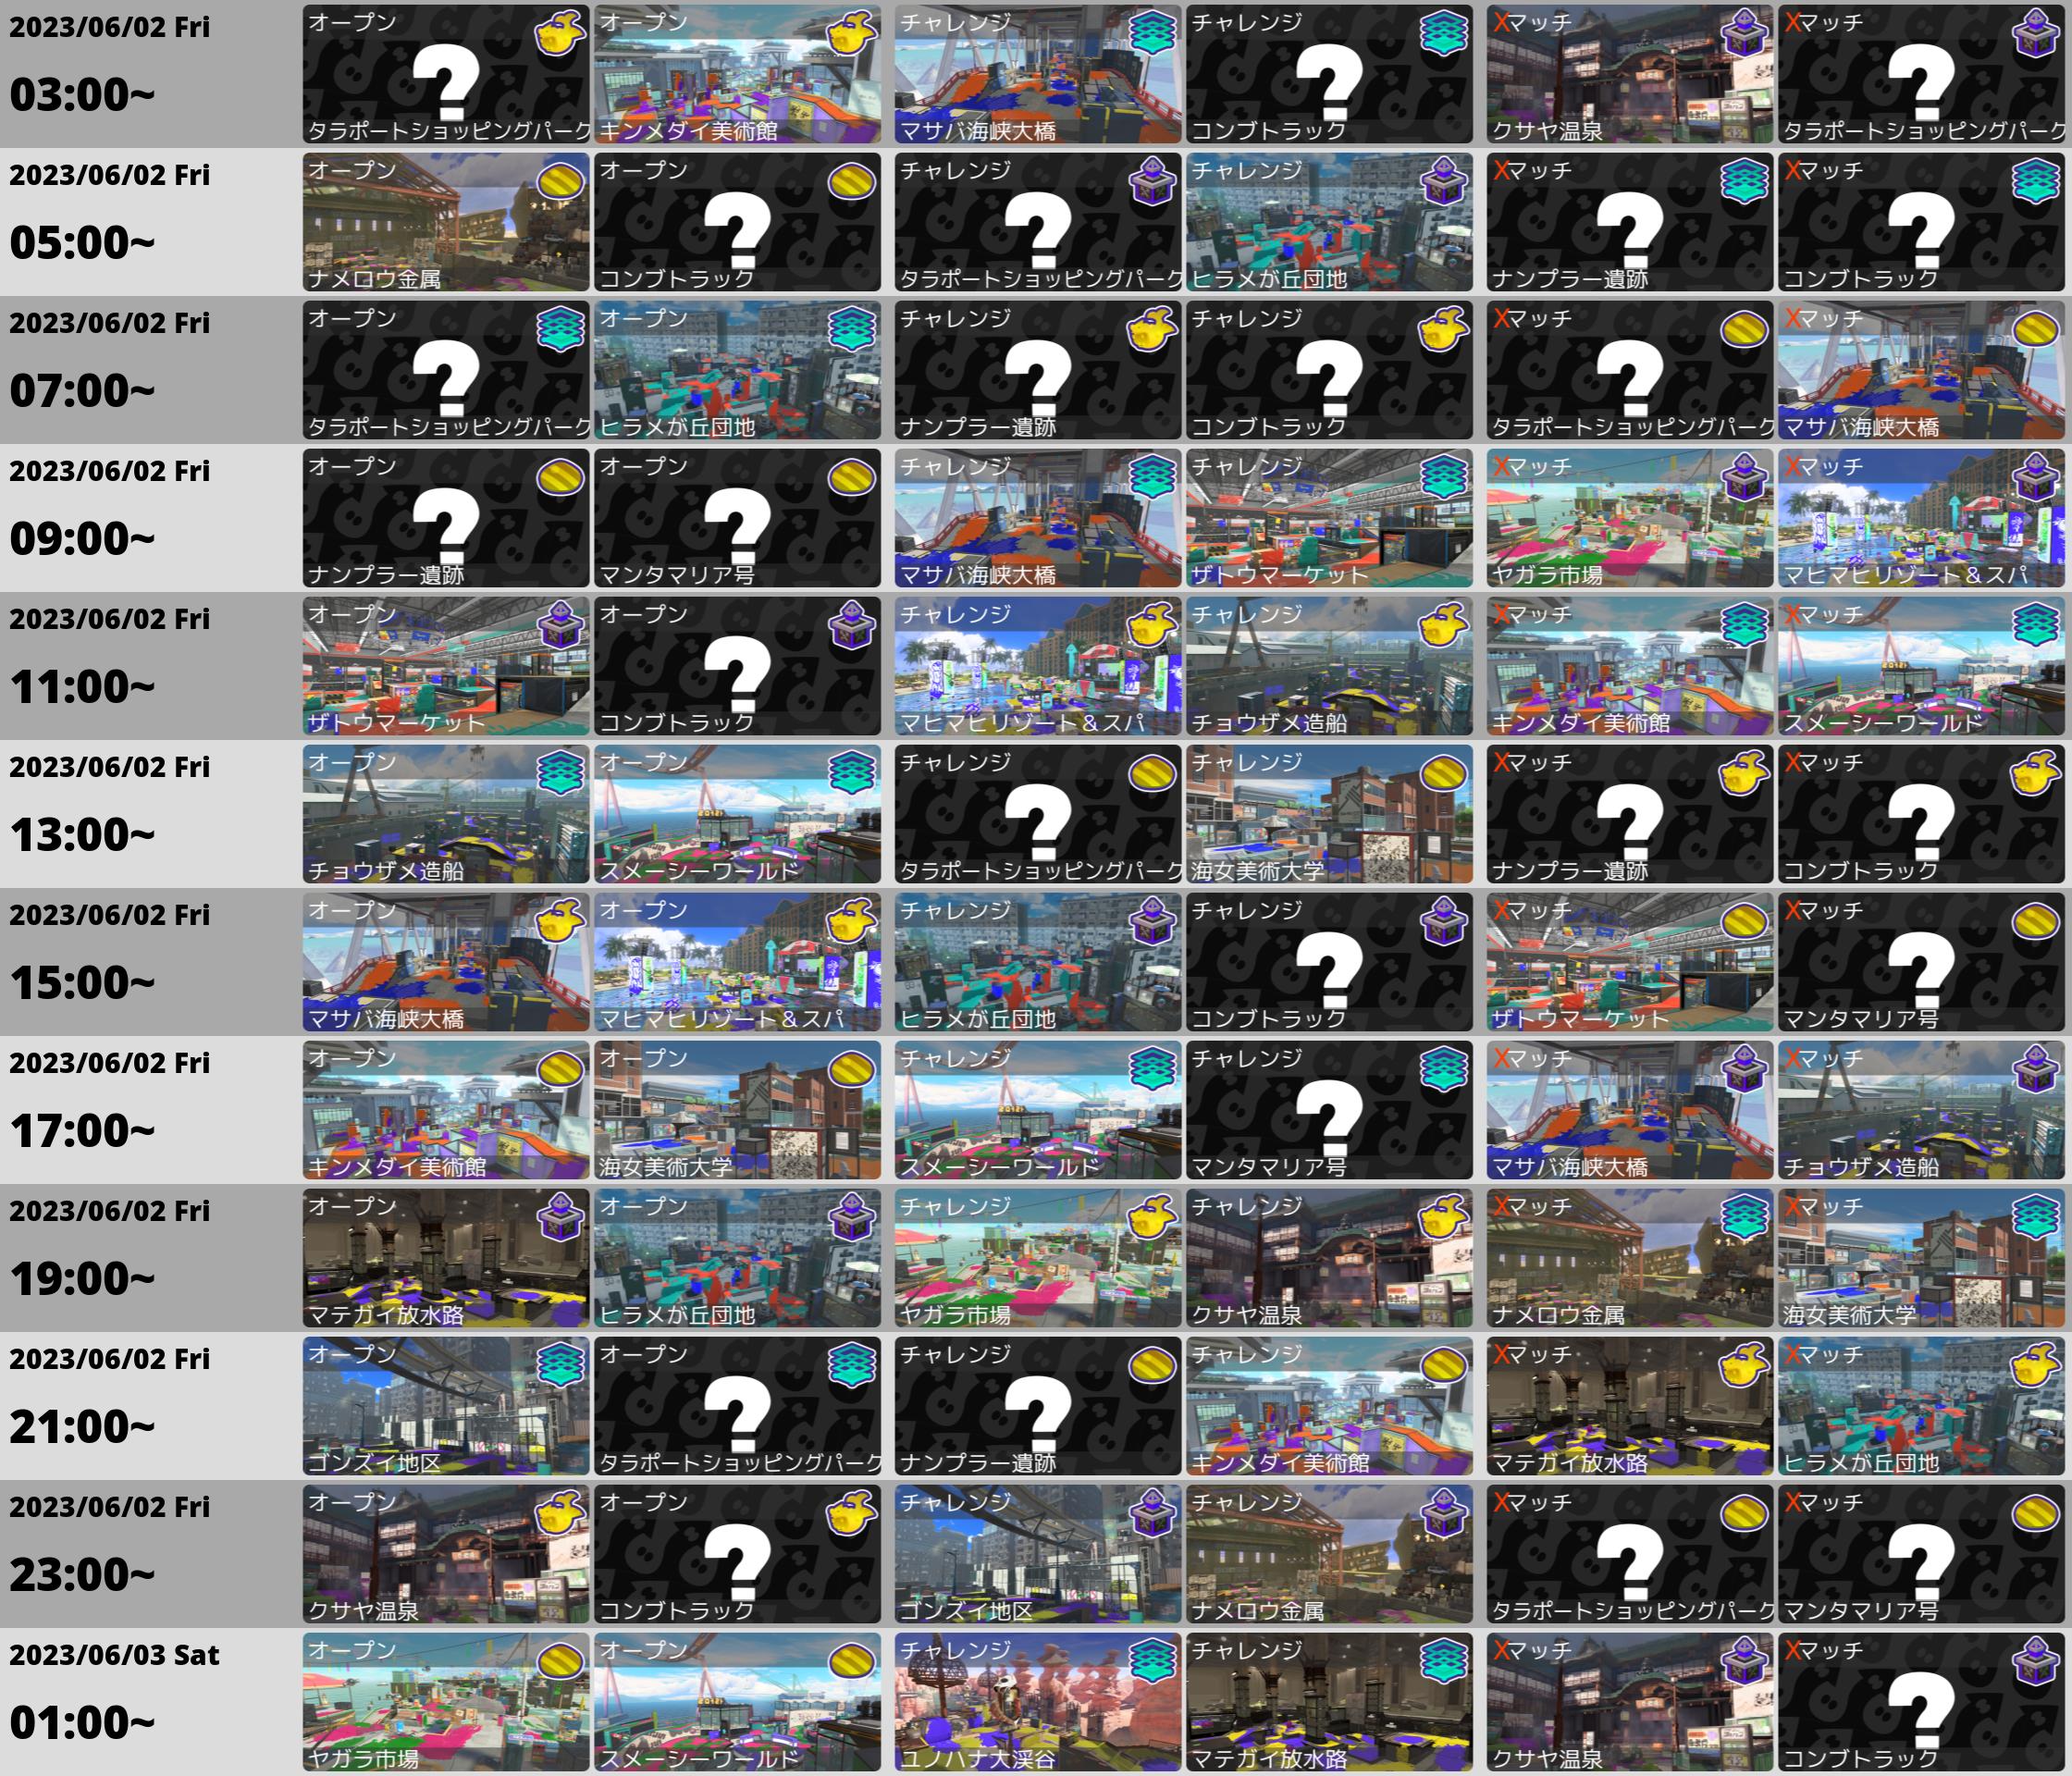 2023/06/02 Fri
03:00~
オープン
タラポートショッピングパーク
オープン
キンメダイ美術館
チャレンジ
マサバ海峡大橋
チャレンジ
コンブトラック
Xマッチ
クサヤ温泉
Xマッチ
タラポートショッピングパーク
2023/06/02 Fri
05:00~
オープン
ナメロウ金属
オープン
コンブトラック
チャレンジ
タラポートショッピングパーク
チャレンジ
ヒラメが丘団地
Xマッチ
ナンプラー遺跡
Xマッチ
コンブトラック
2023/06/02 Fri
07:00~
オープン
タラポートショッピングパーク
オープン
ヒラメが丘団地
チャレンジ
ナンプラー遺跡
チャレンジ
コンブトラック
Xマッチ
タラポートショッピングパーク
Xマッチ
マサバ海峡大橋
2023/06/02 Fri
09:00~
オープン
ナンプラー遺跡
オープン
マンタマリア号
チャレンジ
マサバ海峡大橋
チャレンジ
ザトウマーケット
Xマッチ
ヤガラ市場
Xマッチ
マヒマヒリゾート&スパ
2023/06/02 Fri
11:00~
オープン
ザトウマーケット
オープン
コンブトラック
チャレンジ
マヒマヒリゾート&スパ
チャレンジ
チョウザメ造船
Xマッチ
キンメダイ美術館
Xマッチ
スメーシーワールド
2023/06/02 Fri
13:00~
オープン
チョウザメ造船
オープン
スメーシーワールド
チャレンジ
タラポートショッピングパーク
チャレンジ
海女美術大学
Xマッチ
ナンプラー遺跡
Xマッチ
コンブトラック
2023/06/02 Fri
15:00~
オープン
マサバ海峡大橋
オープン
マヒマヒリゾート&スパ
チャレンジ
ヒラメが丘団地
チャレンジ
コンブトラック
Xマッチ
ザトウマーケット
Xマッチ
マンタマリア号
2023/06/02 Fri
17:00~
オープン
キンメダイ美術館
オープン
海女美術大学
チャレンジ
スメーシーワールド
チャレンジ
マンタマリア号
Xマッチ
マサバ海峡大橋
Xマッチ
チョウザメ造船
2023/06/02 Fri
19:00~
オープン
マテガイ放水路
オープン
ヒラメが丘団地
チャレンジ
ヤガラ市場
チャレンジ
クサヤ温泉
Xマッチ
ナメロウ金属
Xマッチ
海女美術大学
2023/06/02 Fri
21:00~
オープン
ゴンズイ地区
オープン
タラポートショッピングパーク
チャレンジ
ナンプラー遺跡
チャレンジ
キンメダイ美術館
Xマッチ
マテガイ放水路
Xマッチ
ヒラメが丘団地
2023/06/02 Fri
23:00~
オープン
クサヤ温泉
オープン
コンブトラック
チャレンジ
ゴンズイ地区
チャレンジ
ナメロウ金属
Xマッチ
タラポートショッピングパーク
Xマッチ
マンタマリア号
2023/06/03 Sat
01:00~
オープン
ヤガラ市場
オープン
スメーシーワールド
チャレンジ
ユノハナ大渓谷
チャレンジ
マテガイ放水路
Xマッチ
クサヤ温泉
Xマッチ
コンブトラック